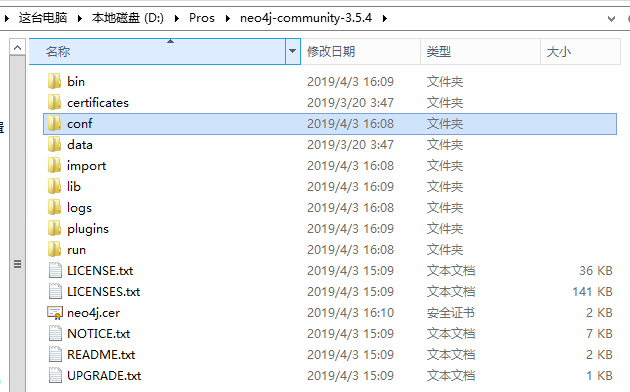 这台电脑 本地磁盘 (D:) Pros neo4j-community-3.5.4
名称 修改日期 类型 大小
bin 2019/4/3 16:09 文件夹
certificates 2019/3/20 3:47 文件夹
conf 2019/4/3 16:08 文件夹
data 2019/3/20 3:47 文件夹
import 2019/4/3 16:08 文件夹
lib 2019/4/3 16:09 文件夹
logs 2019/4/3 16:08 文件夹
plugins 2019/4/3 16:09 文件夹
run 2019/4/3 16:08 文件夹
LICENSE.txt 2019/4/3 15:09 文本文档 36 KB
LICENSES.txt 2019/4/3 15:09 文本文档 141 KB
neo4j.cer 2019/4/3 16:10 安全证书 2 KB
NOTICE.txt 2019/4/3 15:09 文本文档 7 KB
README.txt 2019/4/3 15:09 文本文档 2 KB
UPGRADE.txt 2019/4/3 15:09 文本文档 1 KB